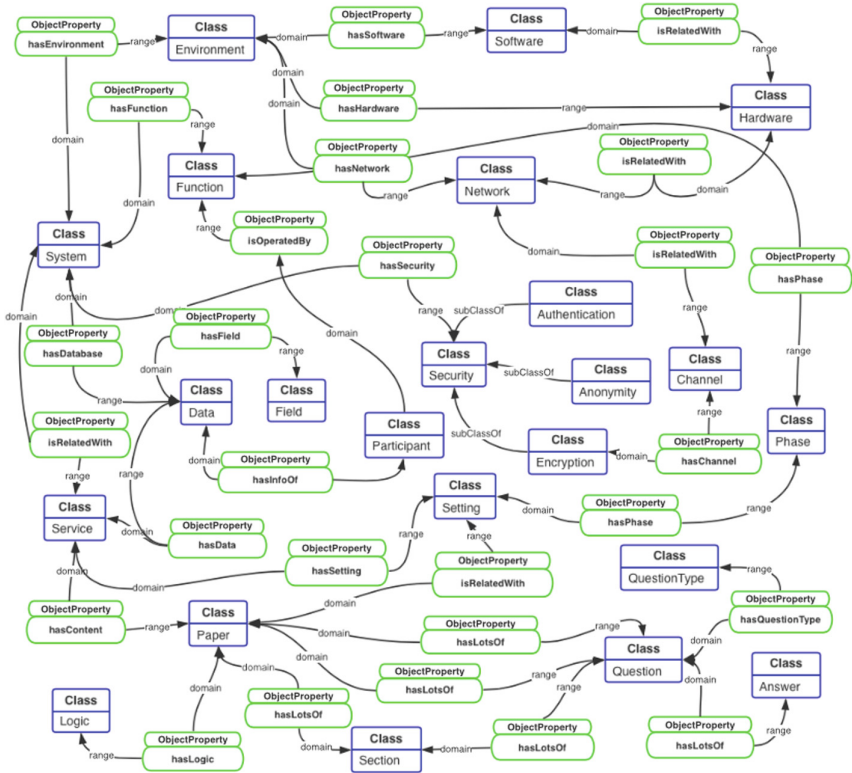 ObjectProperty
hasEnvironment
range
domain
Class
Environment
domain
ObjectProperty
hasSoftware
range
Class
Software
domain
ObjectProperty
isRelatedWith
range
ObjectProperty
hasFunction
range
domain
domain
domain
ObjectProperty
hasHardware
range
Class
Hardware
Class
Function
ObjectProperty
hasNetwork
domain
range
Class
Network
range
ObjectProperty
isRelatedWith
domain
Class
System
ObjectProperty
isOperatedBy
range
domain
ObjectProperty
hasSecurity
range
domain
ObjectProperty
isRelatedWith
range
domain
ObjectProperty
hasPhase
range
domain
domain
ObjectProperty
hasDatabase
range
ObjectProperty
hasField
domain
range
subClassOf
Class
Authentication
Class
Security
subClassOf
Class
Anonymity
Class
Channel
range
Class
Data
Class
Field
Class
Participant
subClassOf
Class
Encryption
domain
ObjectProperty
hasChannel
Class
Phase
ObjectProperty
isRelatedWith
range
range
domain
ObjectProperty
hasInfoOf
Class
Service
domain
ObjectProperty
hasData
Class
Setting
domain
ObjectProperty
hasPhase
range
domain
domain
ObjectProperty
hasSetting
range
range
ObjectProperty
isRelatedWith
domain
Class
QuestionType
range
ObjectProperty
hasQuestionType
domain
ObjectProperty
hasContent
range
Class
Paper
domain
ObjectProperty
hasLotsOf
range
domain
ObjectProperty
hasLotsOf
range
range
Class
Question
domain
Class
Answer
domain
domain
ObjectProperty
hasLotsOf
domain
Class
Logic
range
ObjectProperty
hasLogic
Class
Section
domain
ObjectProperty
hasLotsOf
ObjectProperty
hasLotsOf
range